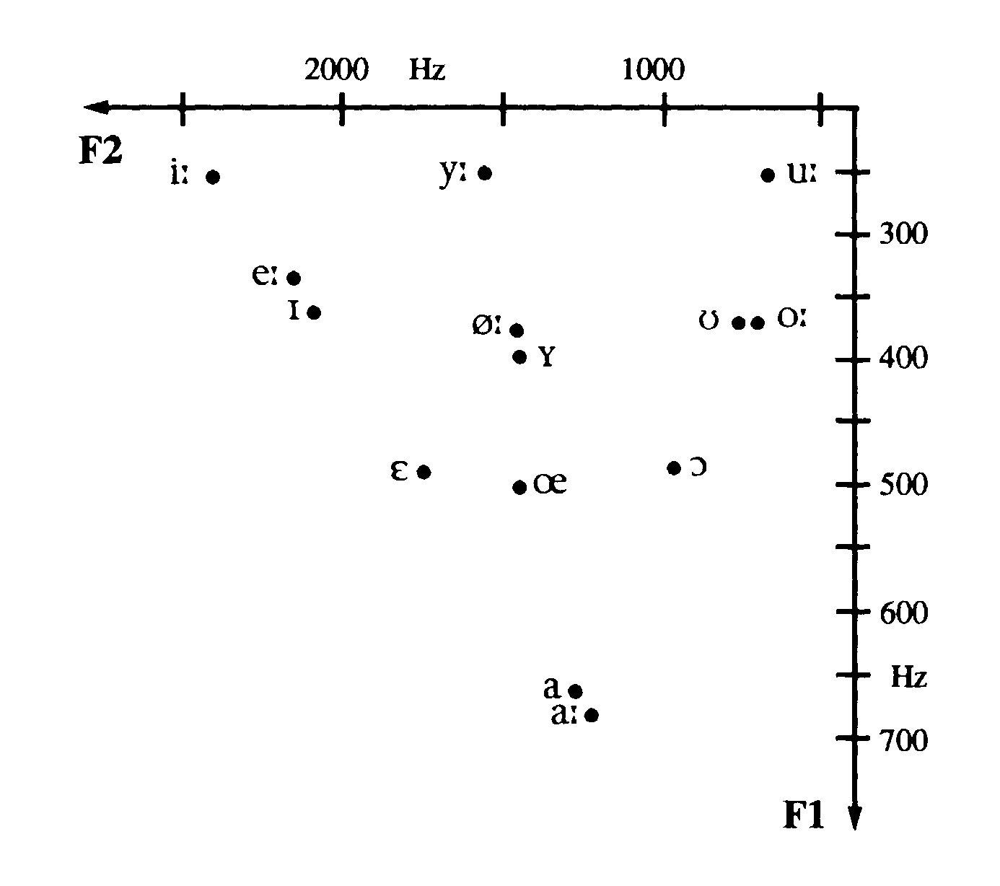 2000 Hz 1000
F2
iː yː uː
300
eː
ɪ
øː ʊ oː
ʏ 400
ɛ œ ɔ
500
600
a Hz
aː
700
F1